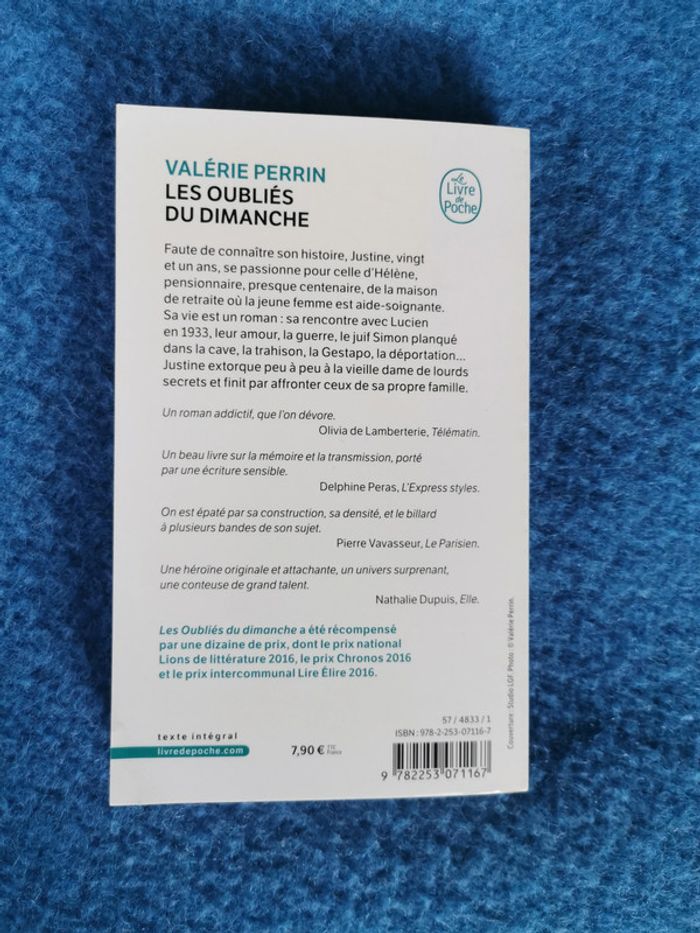 VALÉRIE PERRIN
LES OUBLIÉS
DU DIMANCHE
Le
Livre
de
Poche
Faute de connaître son histoire, Justine, vingt
et un ans, se passionne pour celle d'Hélène,
pensionnaire, presque centenaire, de la maison
de retraite où la jeune femme est aide-soignante.
Sa vie est un roman : sa rencontre avec Lucien
en 1933, leur amour, la guerre, le juif Simon planqué
dans la cave, la trahison, la Gestapo, la déportation...
Justine extorque peu à peu à la vieille dame de lourds
secrets et finit par affronter ceux de sa propre famille.
Un roman addictif, que l'on dévore.
Olivia de Lamberterie, Télématin.
Un beau livre sur la mémoire et la transmission, porté
par une écriture sensible.
Delphine Peras, L'Express styles.
On est épaté par sa construction, sa densité, et le billard
à plusieurs bandes de son sujet.
Pierre Vavasseur, Le Parisien.
Une héroïne originale et attachante, un univers surprenant,
une conteuse de grand talent.
Nathalie Dupuis, Elle.
Les Oubliés du dimanche a été récompensé
par une dizaine de prix, dont le prix national
Lions de littérature 2016, le prix Chronos 2016
et le prix intercommunal Lire Élire 2016.
texte intégral
livredepoche.com
7,90 € TTC
France
57 / 4833 / 1
ISBN : 978-2-253-07116-7
9 782253 071167
Couverture : Studio LGF. Photo : © Valérie Perrin.